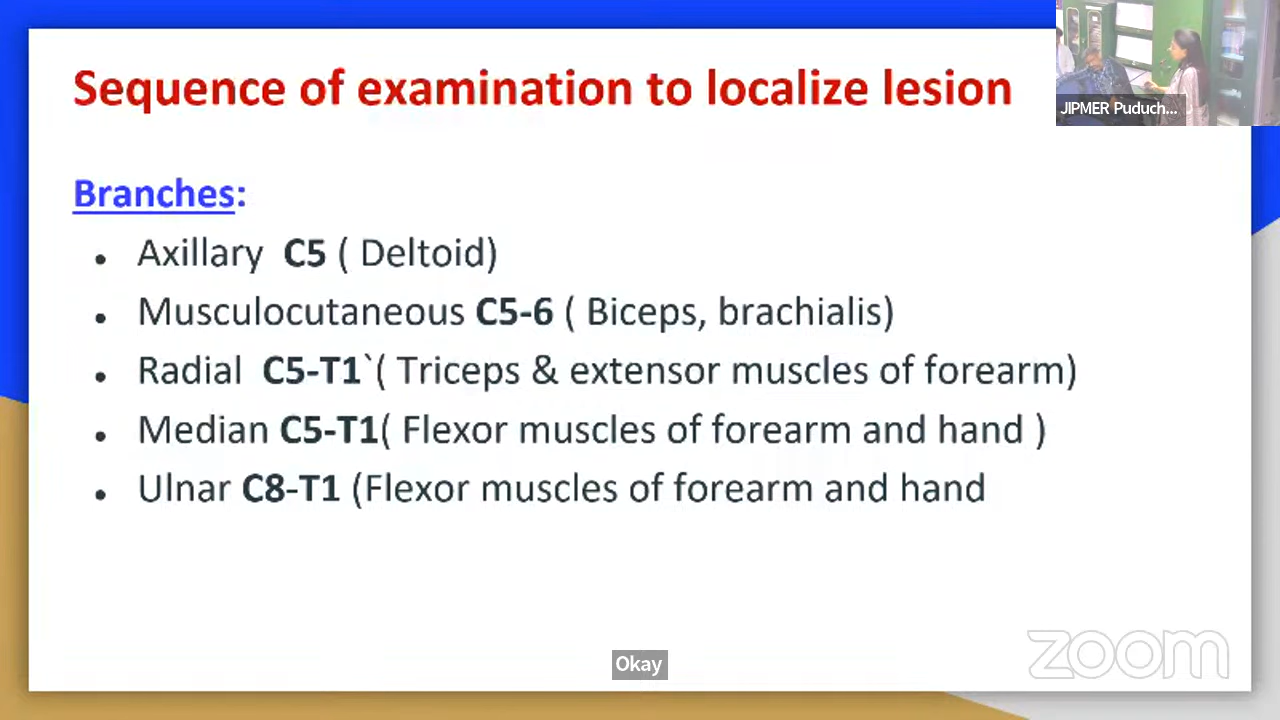 Sequence of examination to localize lesion
JIPMER Puduch...
Branches:
• Axillary C5 ( Deltoid)
• Musculocutaneous C5-6 ( Biceps, brachialis)
• Radial C5-T1`( Triceps & extensor muscles of forearm)
• Median C5-T1( Flexor muscles of forearm and hand )
• Ulnar C8-T1 (Flexor muscles of forearm and hand
Okay
zoom